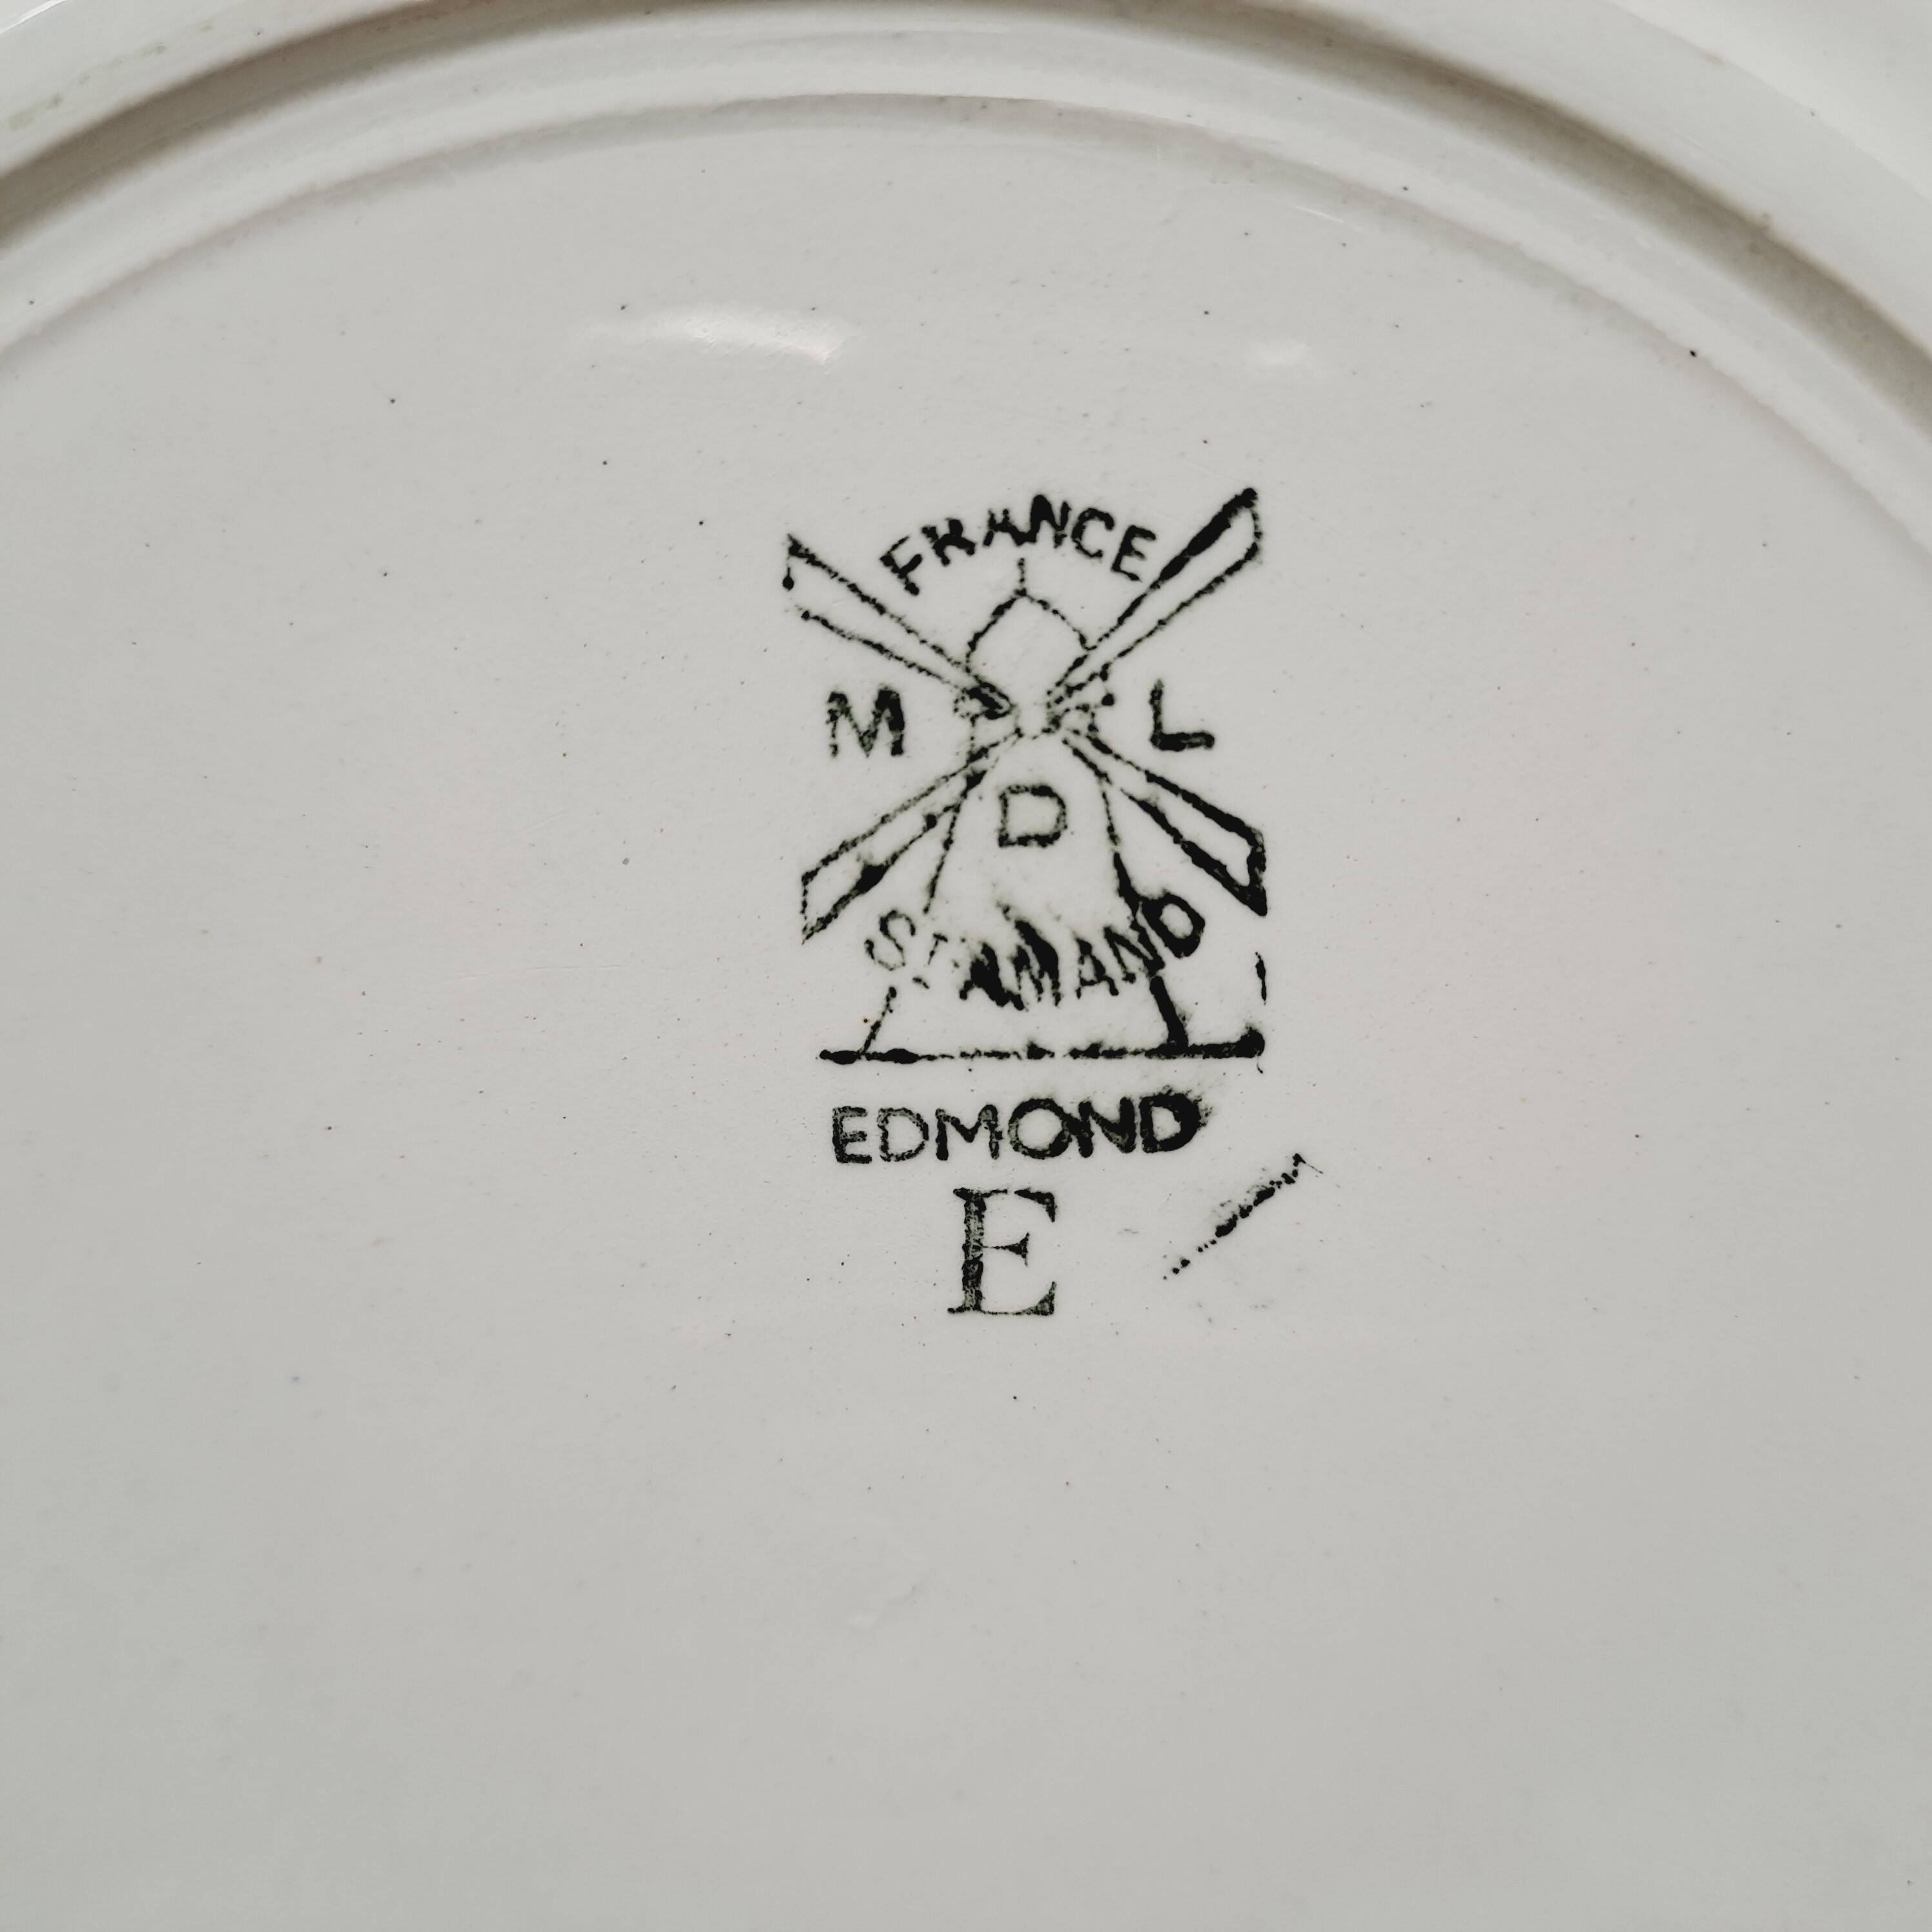 FRANCE
M L
D
ST AMAND
EDMOND
E